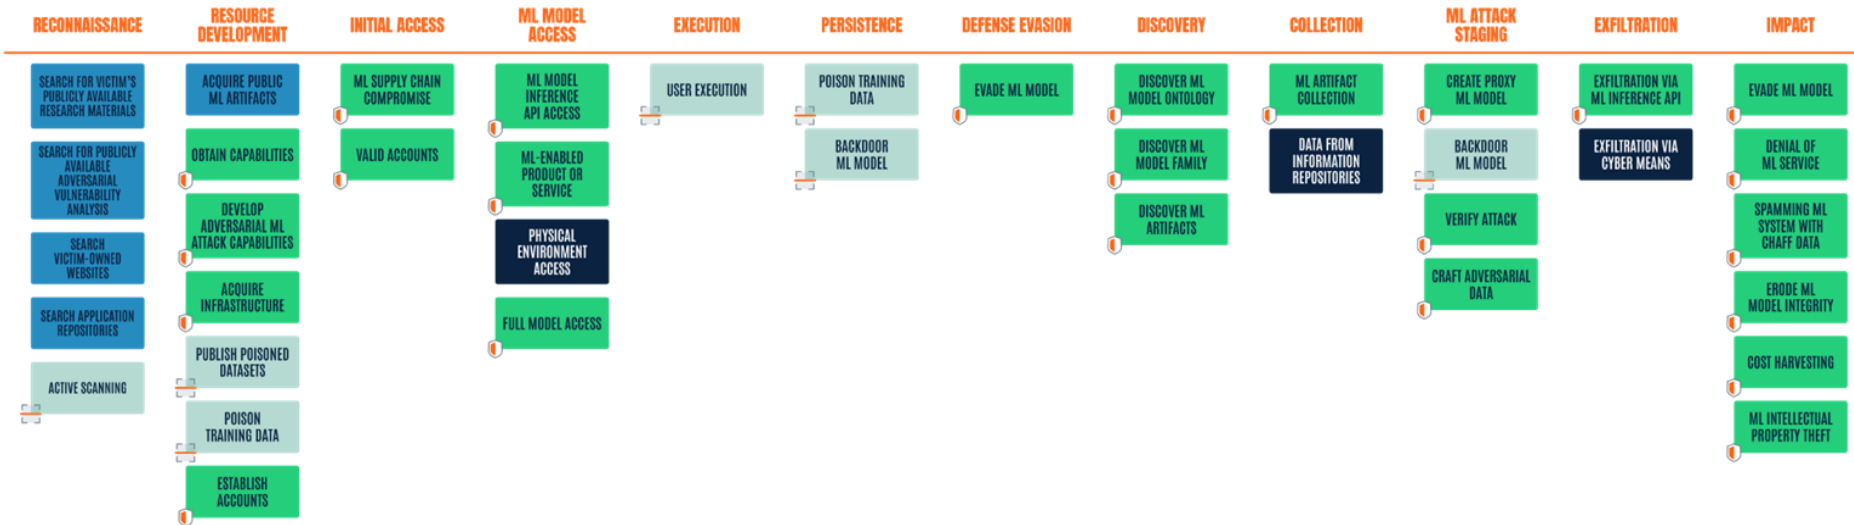 RECONNAISSANCE
SEARCH FOR VICTIM'S
PUBLICLY AVAILABLE
RESEARCH MATERIALS
SEARCH FOR PUBLICLY
AVAILABLE
ADVERSARIAL
VULNERABILITY
ANALYSIS
SEARCH
VICTIM-OWNED
WEBSITES
SEARCH APPLICATION
REPOSITORIES
ACTIVE SCANNING
RESOURCE
DEVELOPMENT
ACQUIRE PUBLIC
ML ARTIFACTS
OBTAIN CAPABILITIES
DEVELOP
ADVERSARIAL ML
ATTACK CAPABILITIES
ACQUIRE
INFRASTRUCTURE
PUBLISH POISONED
DATASETS
POISON
TRAINING DATA
ESTABLISH
ACCOUNTS
INITIAL ACCESS
ML SUPPLY CHAIN
COMPROMISE
VALID ACCOUNTS
ML MODEL
ACCESS
ML MODEL
INFERENCE
API ACCESS
ML-ENABLED
PRODUCT OR
SERVICE
PHYSICAL
ENVIRONMENT
ACCESS
FULL MODEL ACCESS
EXECUTION
USER EXECUTION
PERSISTENCE
POISON TRAINING
DATA
BACKDOOR
ML MODEL
DEFENSE EVASION
EVADE ML MODEL
DISCOVERY
DISCOVER ML
MODEL ONTOLOGY
DISCOVER ML
MODEL FAMILY
DISCOVER ML
ARTIFACTS
COLLECTION
ML ARTIFACT
COLLECTION
DATA FROM
INFORMATION
REPOSITORIES
ML ATTACK
STAGING
CREATE PROXY
ML MODEL
BACKDOOR
ML MODEL
VERIFY ATTACK
CRAFT ADVERSARIAL
DATA
EXFILTRATION
EXFILTRATION VIA
ML INFERENCE API
EXFILTRATION VIA
CYBER MEANS
IMPACT
EVADE ML MODEL
DENIAL OF
ML SERVICE
SPAMMING ML
SYSTEM WITH
CHAFF DATA
ERODE ML
MODEL INTEGRITY
COST HARVESTING
ML INTELLECTUAL
PROPERTY THEFT